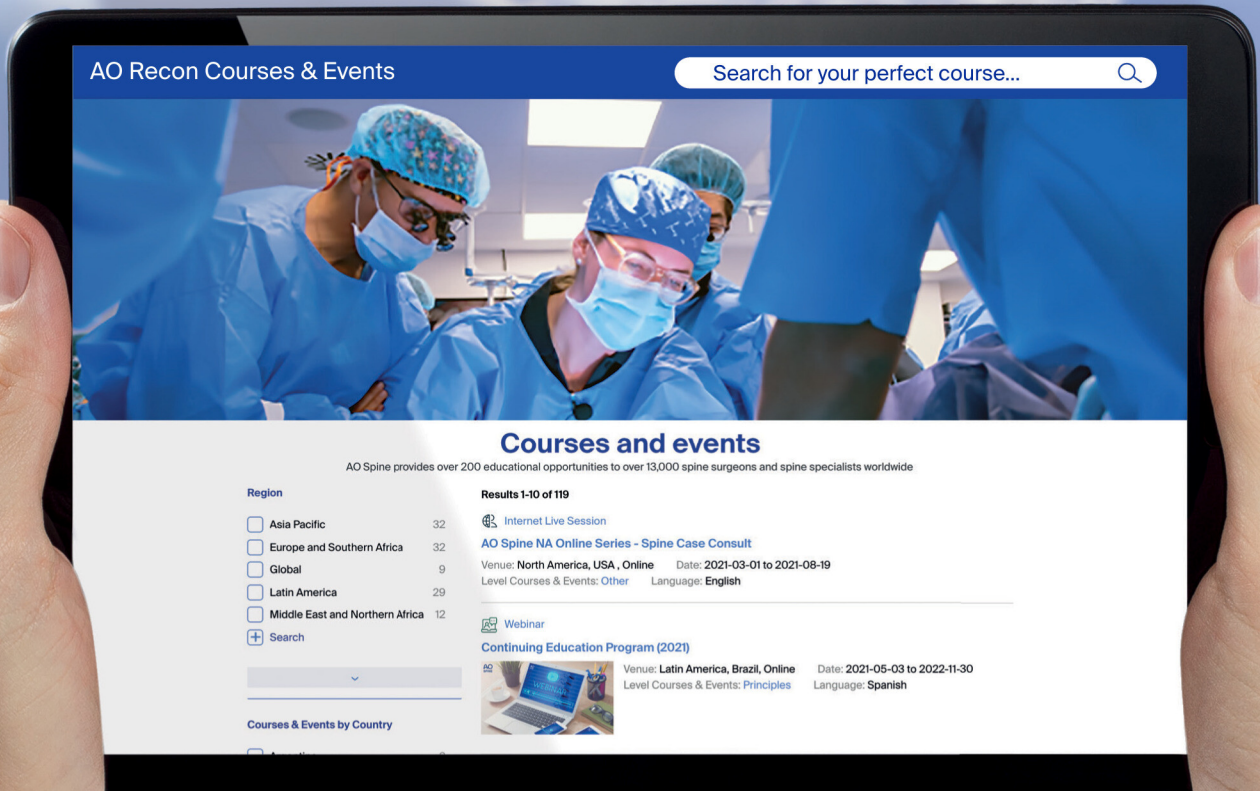 AO Recon Courses & Events
Search for your perfect course...
Courses and events
AO Spine provides over 200 educational opportunities to over 13,000 spine surgeons and spine specialists worldwide
Region
Asia Pacific 32
Europe and Southern Africa 32
Global 9
Latin America 29
Middle East and Northern Africa 12
Search
Courses & Events by Country
Results 1-10 of 119
Internet Live Session
AO Spine NA Online Series - Spine Case Consult
Venue: North America, USA , Online Date: 2021-03-01 to 2021-08-19
Level Courses & Events: Other Language: English
Webinar
Continuing Education Program (2021)
AO
WEBINAR
Venue: Latin America, Brazil, Online Date: 2021-05-03 to 2022-11-30
Level Courses & Events: Principles Language: Spanish